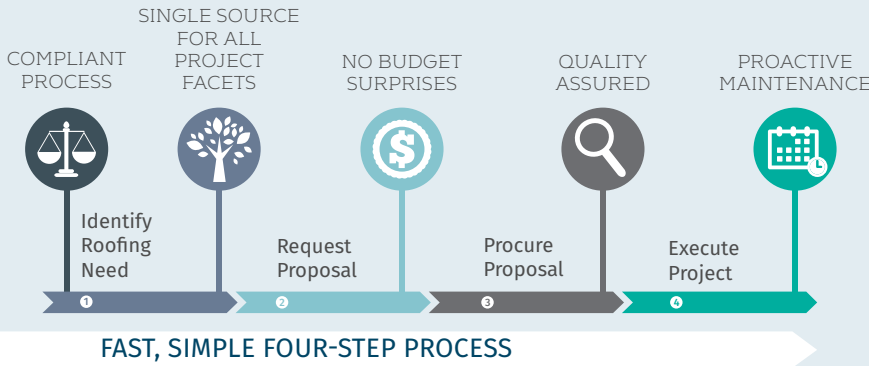 COMPLIANT
PROCESS
SINGLE SOURCE
FOR ALL
PROJECT
FACETS
NO BUDGET
SURPRISES
QUALITY
ASSURED
PROACTIVE
MAINTENANCE
$
Identify
Roofing
Need
Request
Proposal
Procure
Proposal
Execute
Project
1
2
3
4
FAST, SIMPLE FOUR-STEP PROCESS